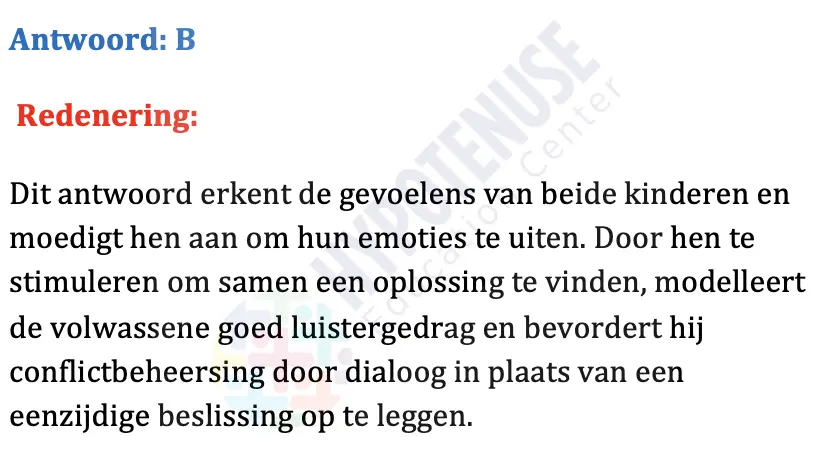 Antwoord: B
Redenering:
Dit antwoord erkent de gevoelens van beide kinderen en
moedigt hen aan om hun emoties te uiten. Door hen te
stimuleren om samen een oplossing te vinden, modelleert
de volwassene goed luistergedrag en bevordert hij
conflictbeheersing door dialoog in plaats van een
eenzijdige beslissing op te leggen.
HYPOTENUSE
Education Center